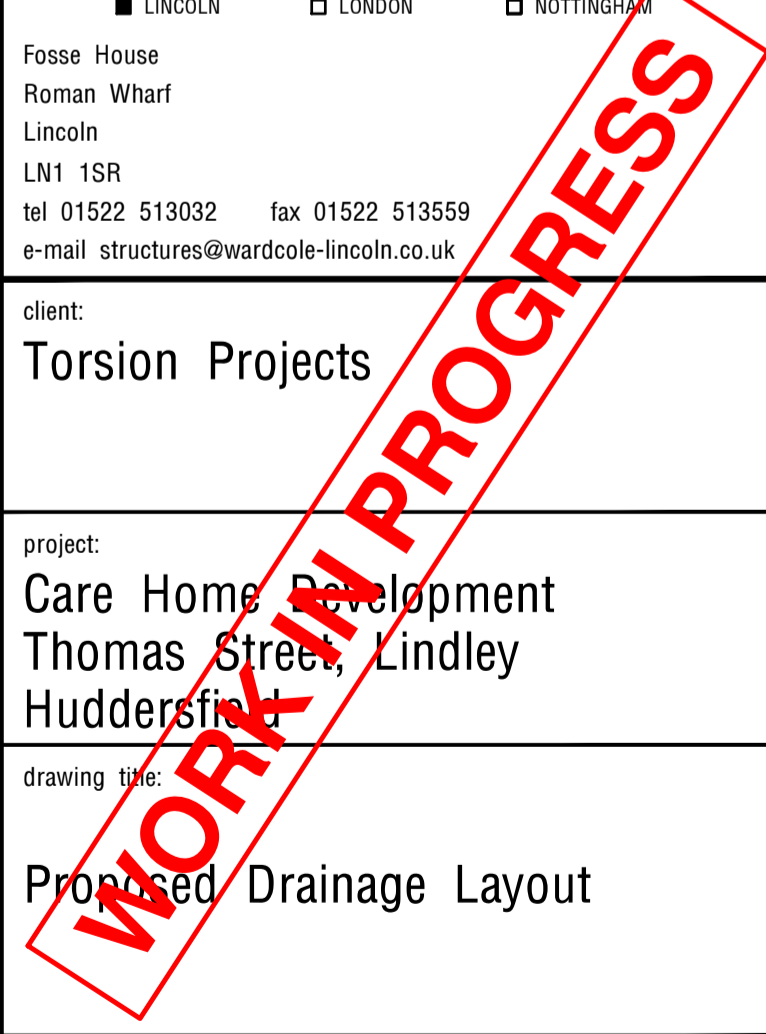 LINCOLN LONDON NOTTINGHAM
Fosse House
Roman Wharf
Lincoln
LN1 1SR
tel 01522 513032 fax 01522 513559
e-mail structures@wardcole-lincoln.co.uk
client:
Torsion Projects
project:
Care Home Development
Thomas Street, Lindley
Huddersfield
drawing title:
Proposed Drainage Layout
WORK IN PROGRESS